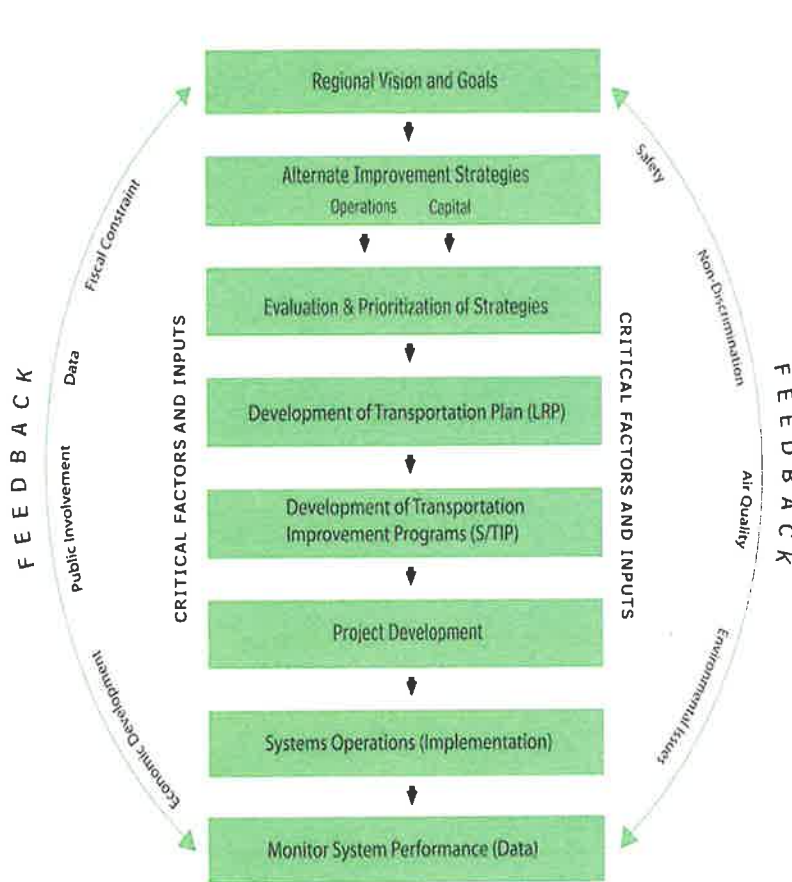 Regional Vision and Goals
Alternate Improvement Strategies
Operations Capital
Evaluation & Prioritization of Strategies
Development of Transportation Plan (LRP)
Development of Transportation
Improvement Programs (S/TIP)
Project Development
Systems Operations (Implementation)
Monitor System Performance (Data)
FEEDBACK
Fiscal Constraint
Data
Public Involvement
Economic Development
CRITICAL FACTORS AND INPUTS
CRITICAL FACTORS AND INPUTS
Safety
Non-Discrimination
Air Quality
Environmental Issues
FEEDBACK